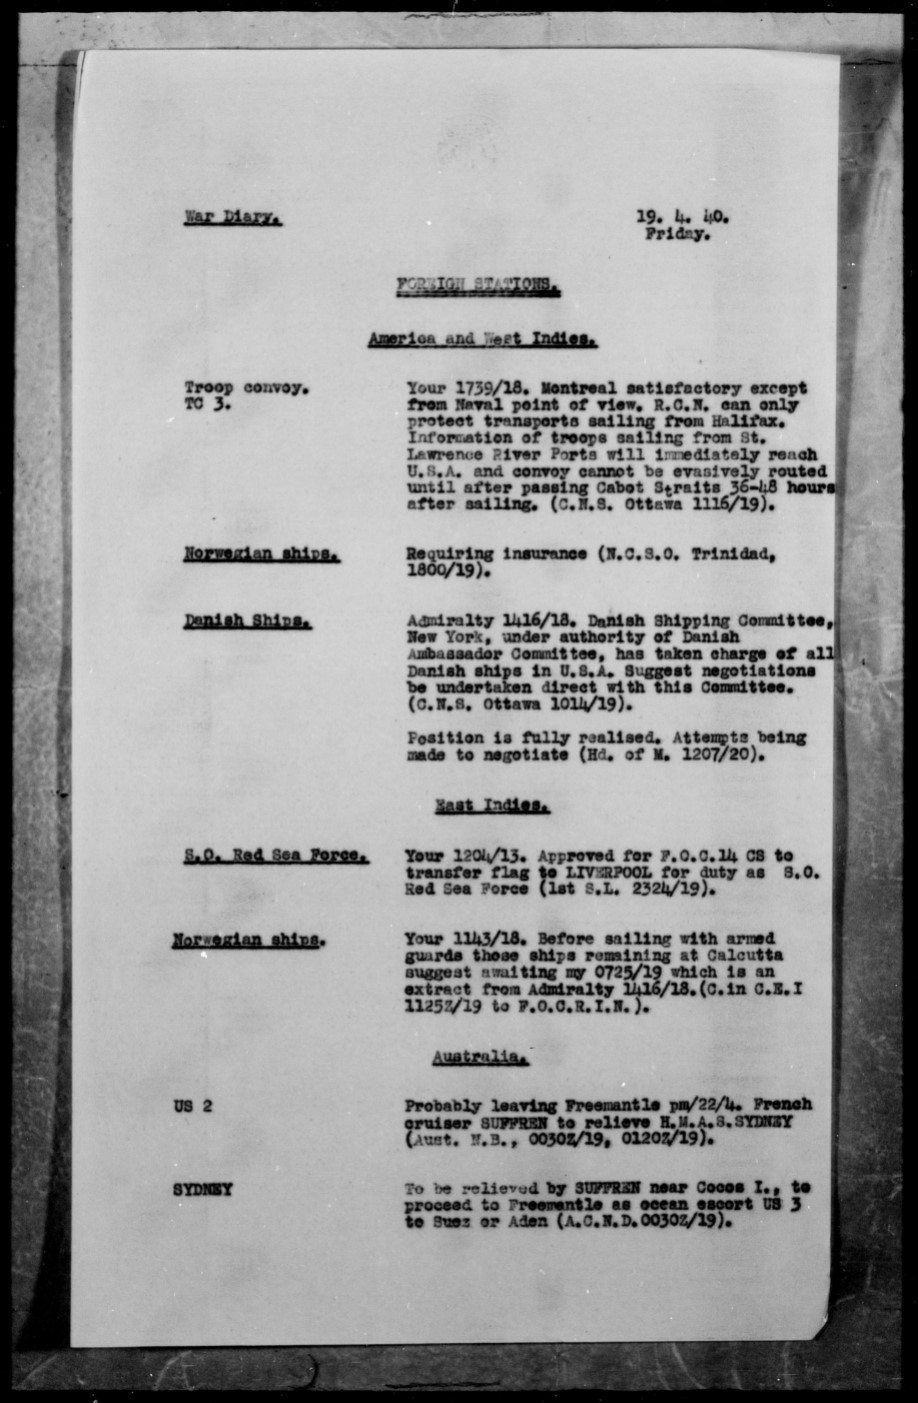 War Diary.
19. 4. 40.
Friday.
FOREIGN STATIONS.
America and West Indies.
Troop convoy.
TC 3.
Your 1739/18. Montreal satisfactory except
from Naval point of view. R.C.N. can only
protect transports sailing from Halifax.
Information of troops sailing from St.
Lawrence River Ports will immediately reach
U.S.A. and convoy cannot be evasively routed
until after passing Cabot Straits 36-48 hours
after sailing. (C.N.S. Ottawa 1116/19).
Norwegian ships.
Requiring insurance (N.C.S.O. Trinidad,
1800/19).
Danish Ships.
Admiralty 1416/18. Danish Shipping Committee,
New York, under authority of Danish
Ambassador Committee, has taken charge of all
Danish ships in U.S.A. Suggest negotiations
be undertaken direct with this Committee.
(C.N.S. Ottawa 1014/19).
Position is fully realised. Attempts being
made to negotiate (Hd. of M. 1207/20).
East Indies.
S.O. Red Sea Force.
Your 1204/13. Approved for F.O.C.14 CS to
transfer flag to LIVERPOOL for duty as S.O.
Red Sea Force (1st S.L. 2324/19).
Norwegian ships.
Your 1143/18. Before sailing with armed
guards those ships remaining at Calcutta
suggest awaiting my 0725/19 which is an
extract from Admiralty 1416/18.(C.in C.E.I
1125Z/19 to F.O.C.R.I.N.).
Australia.
US 2
Probably leaving Freemantle pm/22/4. French
cruiser SUFFREN to relieve H.M.A.S.SYDNEY
(Aust. N.B., 0030Z/19, 0120Z/19).
SYDNEY
To be relieved by SUFFREN near Cocos I., to
proceed to Freemantle as ocean escort US 3
to Suez or Aden (A.C.N.D.0030Z/19).